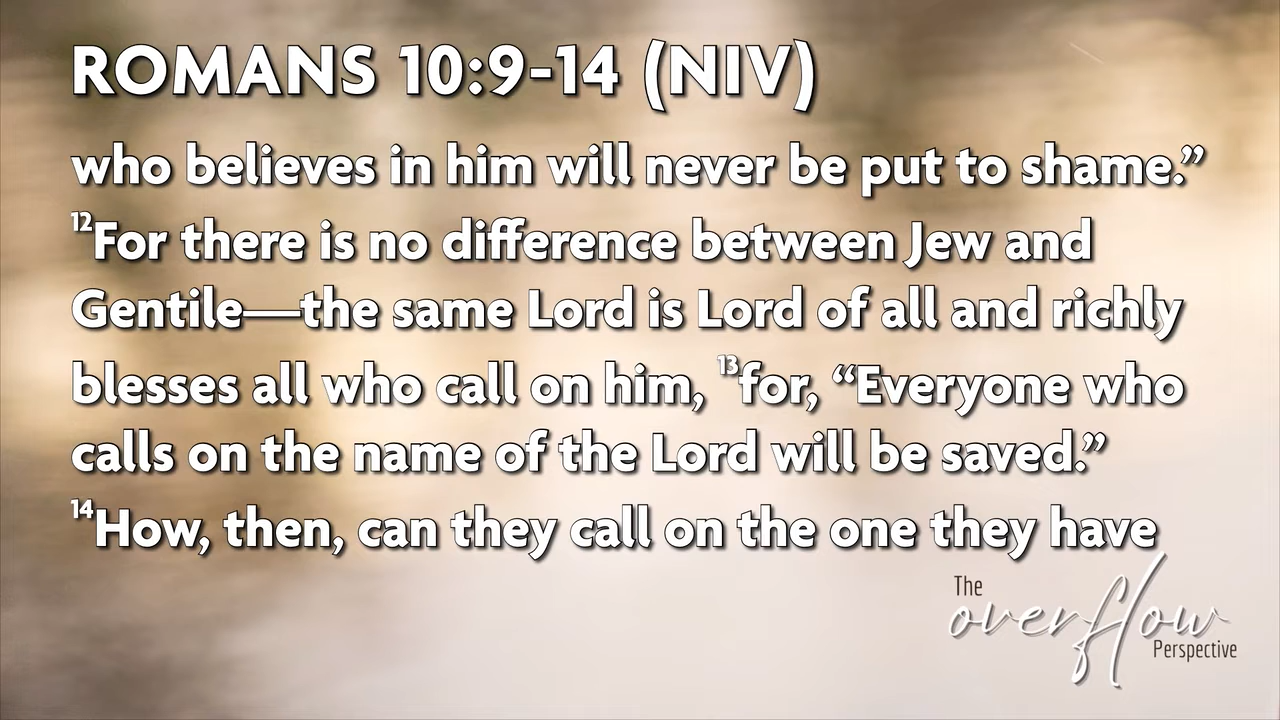 ROMANS 10:9-14 (NIV)
who believes in him will never be put to shame.”
¹²For there is no difference between Jew and
Gentile—the same Lord is Lord of all and richly
blesses all who call on him, ¹³for, “Everyone who
calls on the name of the Lord will be saved.”
¹⁴How, then, can they call on the one they have
The
overflow
Perspective